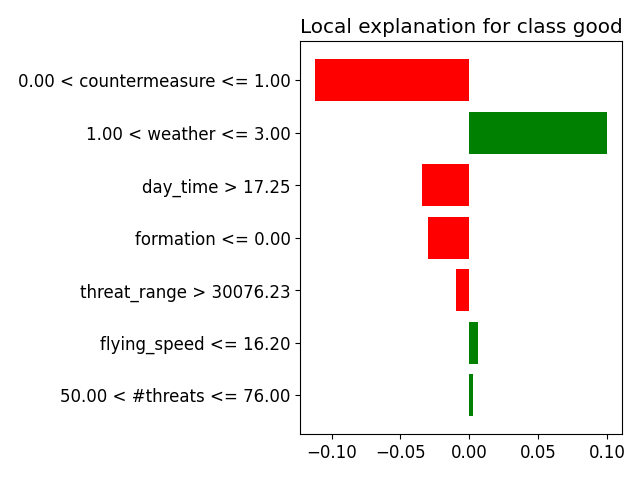 Local explanation for class good
0.00 < countermeasure <= 1.00
1.00 < weather <= 3.00
day_time > 17.25
formation <= 0.00
threat_range > 30076.23
flying_speed <= 16.20
50.00 < #threats <= 76.00
−0.10 −0.05 0.00 0.05 0.10